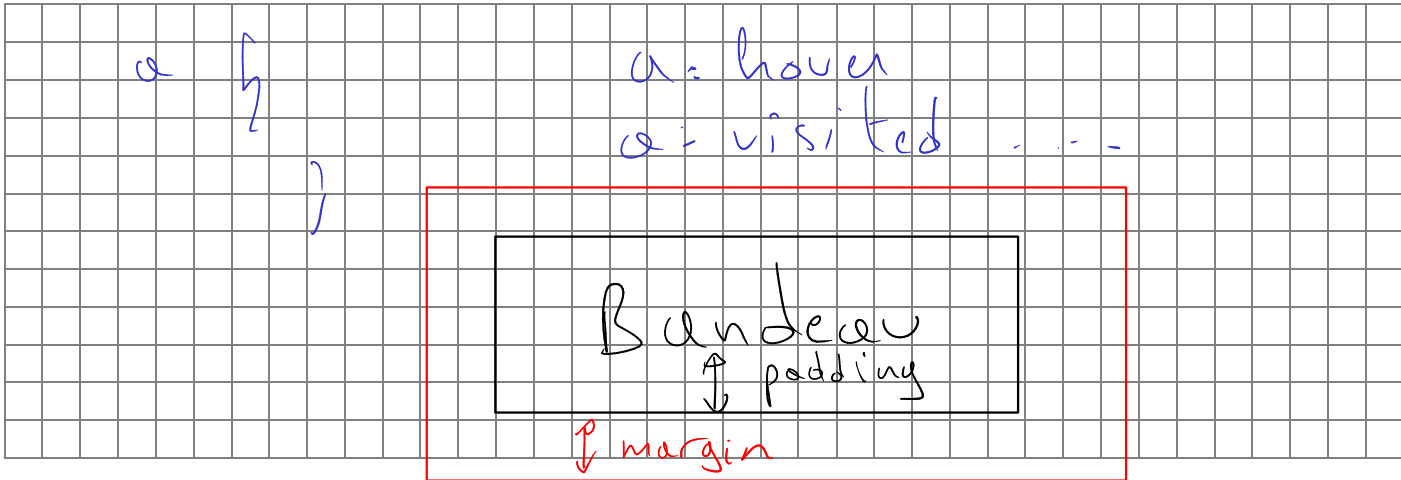 a {
a: hover
a: visited ....
}
Bandeau
padding
margin